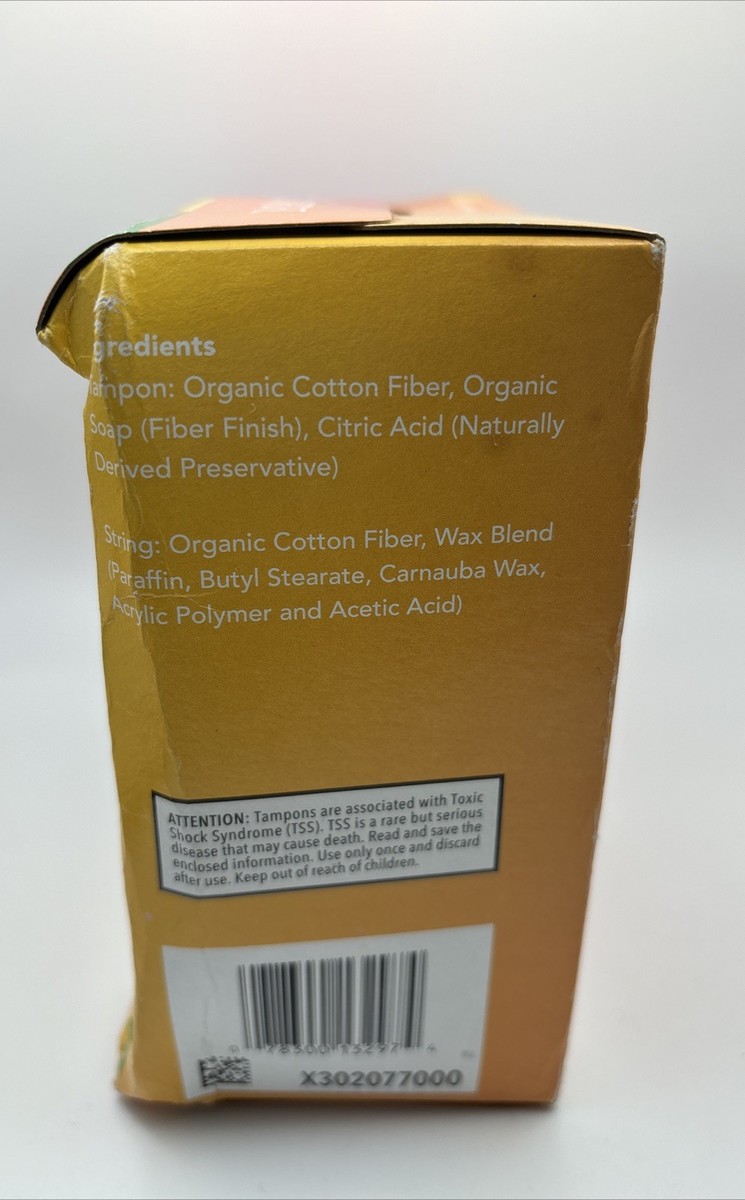 gredients
ampon: Organic Cotton Fiber, Organic
Soap (Fiber Finish), Citric Acid (Naturally
Derived Preservative)
String: Organic Cotton Fiber, Wax Blend
(Paraffin, Butyl Stearate, Carnauba Wax,
Acrylic Polymer and Acetic Acid)
ATTENTION: Tampons are associated with Toxic
Shock Syndrome (TSS). TSS is a rare but serious
disease that may cause death. Read and save the
enclosed information. Use only once and discard
after use. Keep out of reach of children.
X302077000